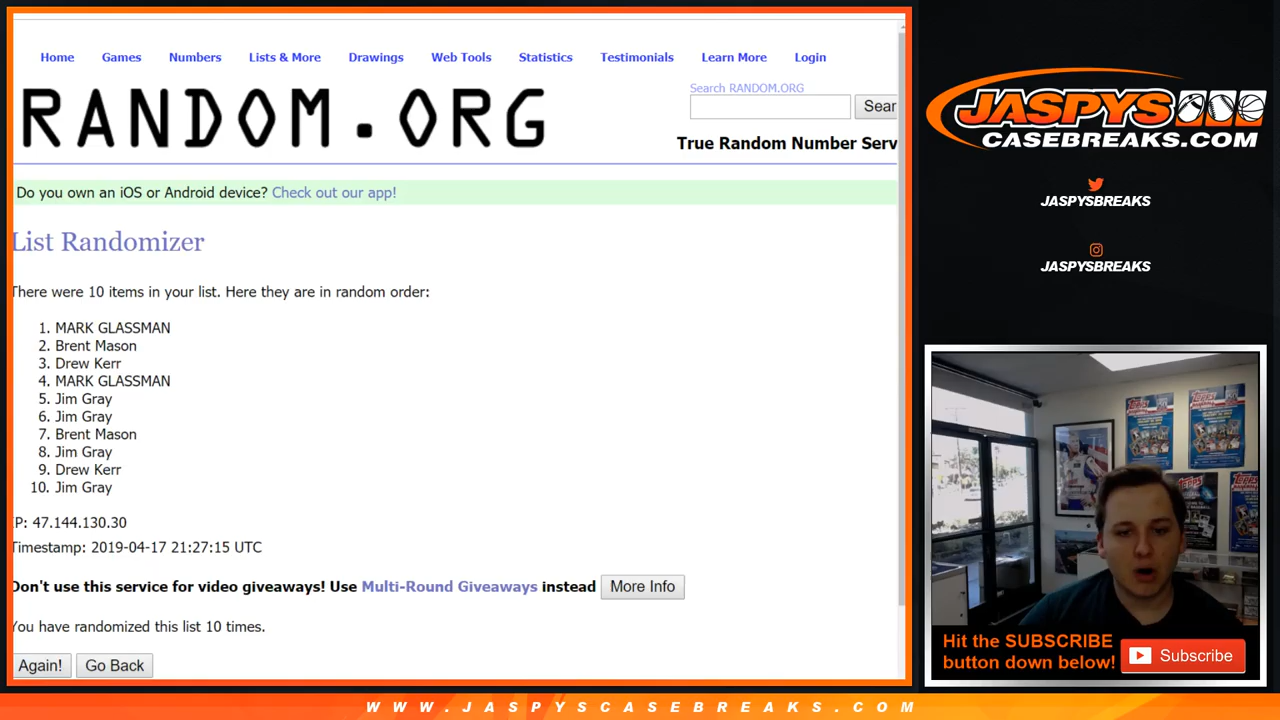 Home Games Numbers Lists & More Drawings Web Tools Statistics Testimonials Learn More Login
RANDOM.ORG
Search RANDOM.ORG
Sear
True Random Number Serv
Do you own an iOS or Android device? Check out our app!
List Randomizer
There were 10 items in your list. Here they are in random order:
1. MARK GLASSMAN
2. Brent Mason
3. Drew Kerr
4. MARK GLASSMAN
5. Jim Gray
6. Jim Gray
7. Brent Mason
8. Jim Gray
9. Drew Kerr
10. Jim Gray
IP: 47.144.130.30
Timestamp: 2019-04-17 21:27:15 UTC
Don't use this service for video giveaways! Use Multi-Round Giveaways instead More Info
You have randomized this list 10 times.
Again! Go Back
JASPYS
CASEBREAKS.COM
JASPYSBREAKS
JASPYSBREAKS
TOPPS
TOPPS
Hit the SUBSCRIBE
button down below!
Subscribe
WWW.JASPYSCASEBREAKS.COM